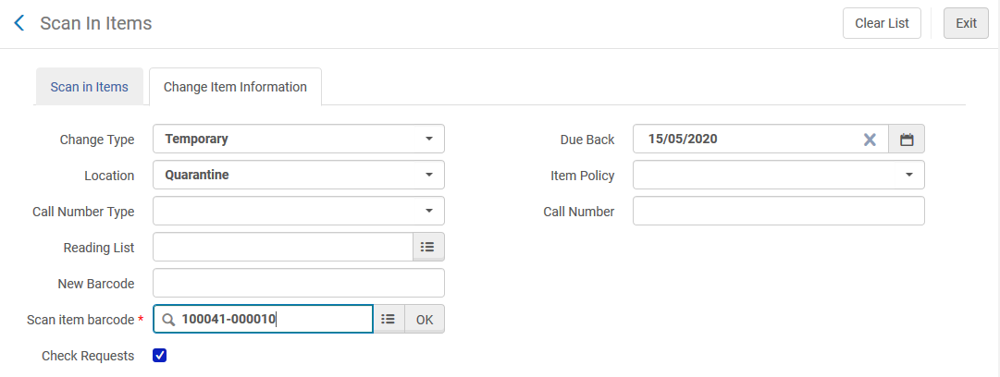 Scan In Items
Clear List
Exit
Scan in Items
Change Item Information
Change Type
Temporary
Due Back
15/05/2020
Location
Quarantine
Item Policy
Call Number Type
Call Number
Reading List
New Barcode
Scan item barcode *
100041-000010
OK
Check Requests